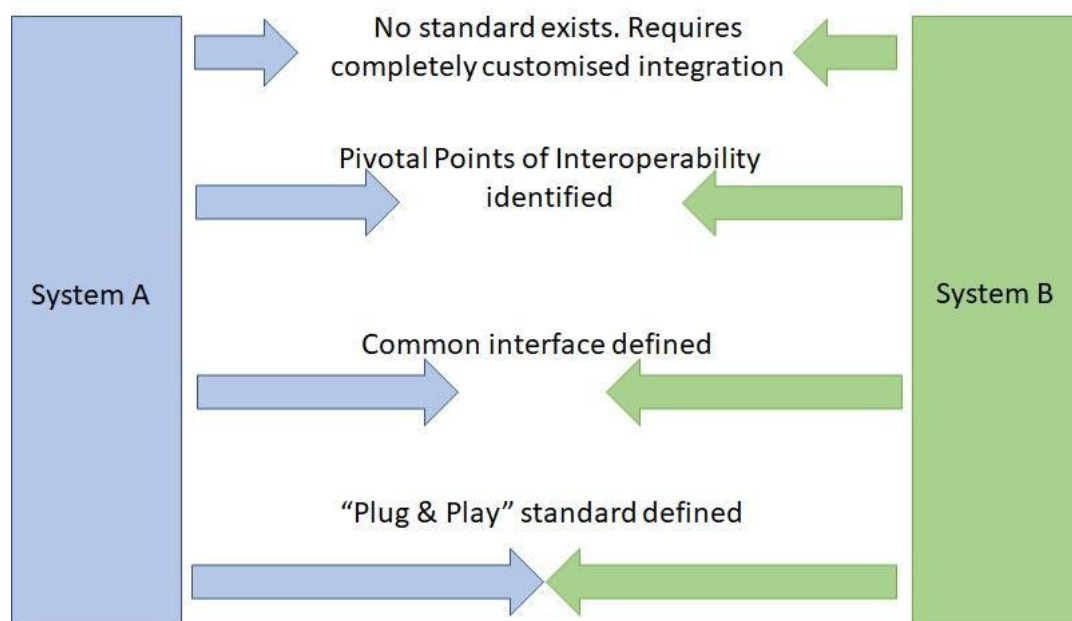 No standard exists. Requires
completely customised integration
Pivotal Points of Interoperability
identified
System A
System B
Common interface defined
“Plug & Play” standard defined